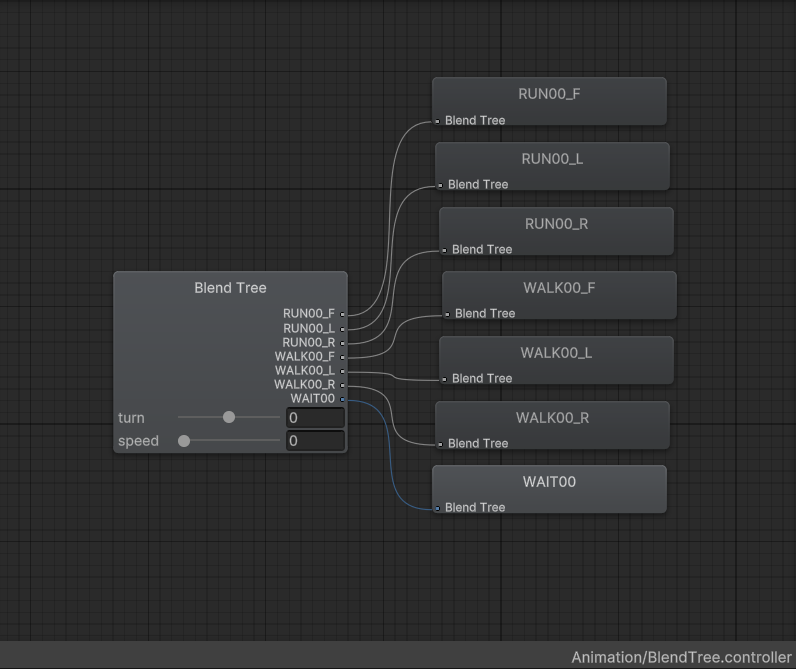 RUN00_F
Blend Tree
RUN00_L
Blend Tree
RUN00_R
Blend Tree
Blend Tree
RUN00_F
RUN00_L
RUN00_R
WALK00_F
WALK00_L
WALK00_R
WAIT00
turn 0
speed 0
WALK00_F
Blend Tree
WALK00_L
Blend Tree
WALK00_R
Blend Tree
WAIT00
Blend Tree
Animation/BlendTree.controller